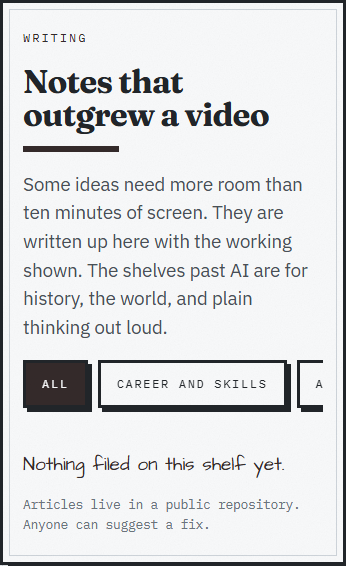 WRITING
Notes that
outgrew a video
Some ideas need more room than
ten minutes of screen. They are
written up here with the working
shown. The shelves past AI are for
history, the world, and plain
thinking out loud.
ALL CAREER AND SKILLS A
Nothing filed on this shelf yet.
Articles live in a public repository.
Anyone can suggest a fix.